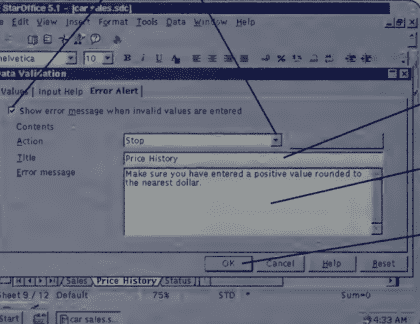 StarOffice 5.1 - [car sales.sdc]
Edit View Insert Format Tools Data Window Help
Helvetica 10 B i U A
Data Validation
Values Input Help Error Alert
Show error message when invalid values are entered
Contents
Action Stop
Title Price History
Error message Make sure you have entered a positive value rounded to
the nearest dollar.
OK Cancel Help Reset
Sales Price History Status
Sheet 9 / 12 Default 75% STD * Sum=0
Start car sales.s... 4:33 AM